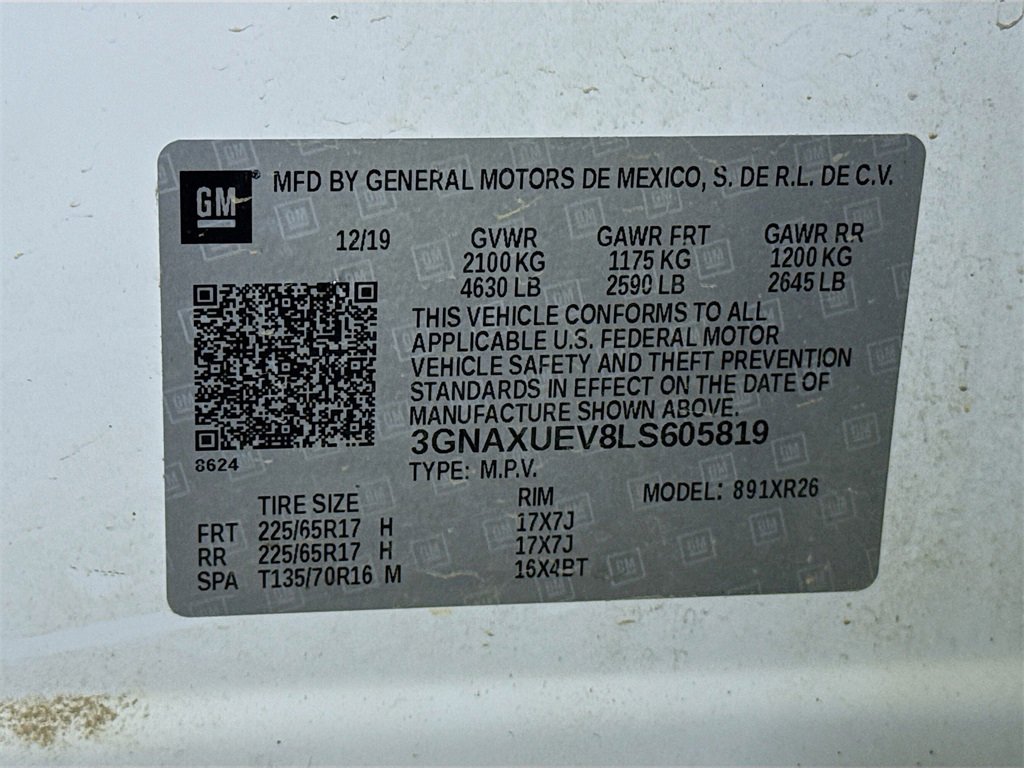 GM® MFD BY GENERAL MOTORS DE MEXICO, S. DE R.L. DE C.V.
12/19 GVWR GAWR FRT GAWR RR
2100 KG 1175 KG 1200 KG
4630 LB 2590 LB 2645 LB
THIS VEHICLE CONFORMS TO ALL
APPLICABLE U.S. FEDERAL MOTOR
VEHICLE SAFETY AND THEFT PREVENTION
STANDARDS IN EFFECT ON THE DATE OF
MANUFACTURE SHOWN ABOVE.
3GNAXUEV8LS605819
8624
TYPE: M.P.V.
TIRE SIZE RIM MODEL: 891XR26
FRT 225/65R17 H 17X7J
RR 225/65R17 H 17X7J
SPA T135/70R16 M 16X4BT